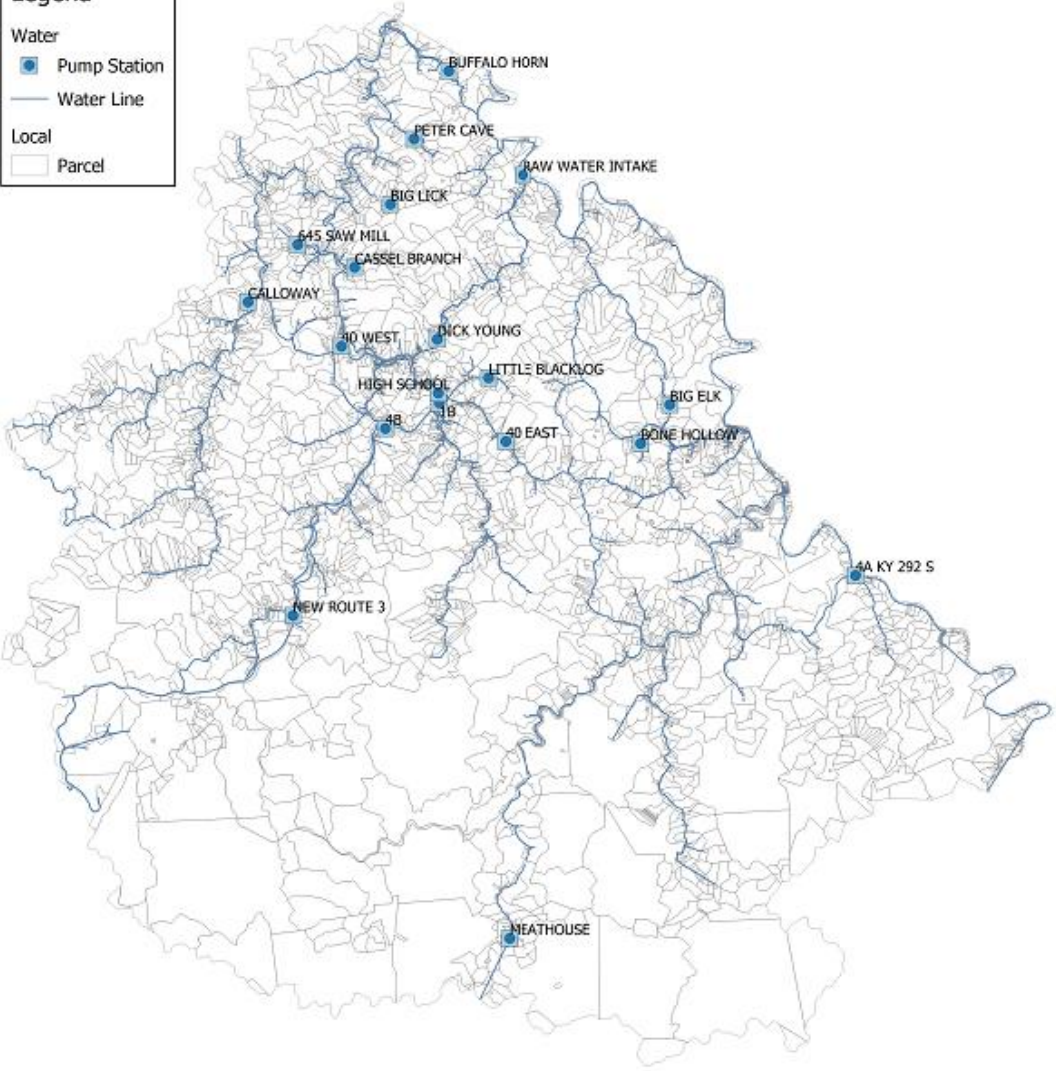 Legend
Water
Pump Station
Water Line
Local
Parcel
BUFFALO HORN
PETER CAVE
RAW WATER INTAKE
BIG LICK
645 SAW MILL
CASSEL BRANCH
CALLOWAY
40 WEST
DICK YOUNG
LITTLE BLACKLOG
HIGH SCHOOL
BIG ELK
1B
4B
40 EAST
BONE HOLLOW
4A KY 292 S
NEW ROUTE 3
MEATHOUSE